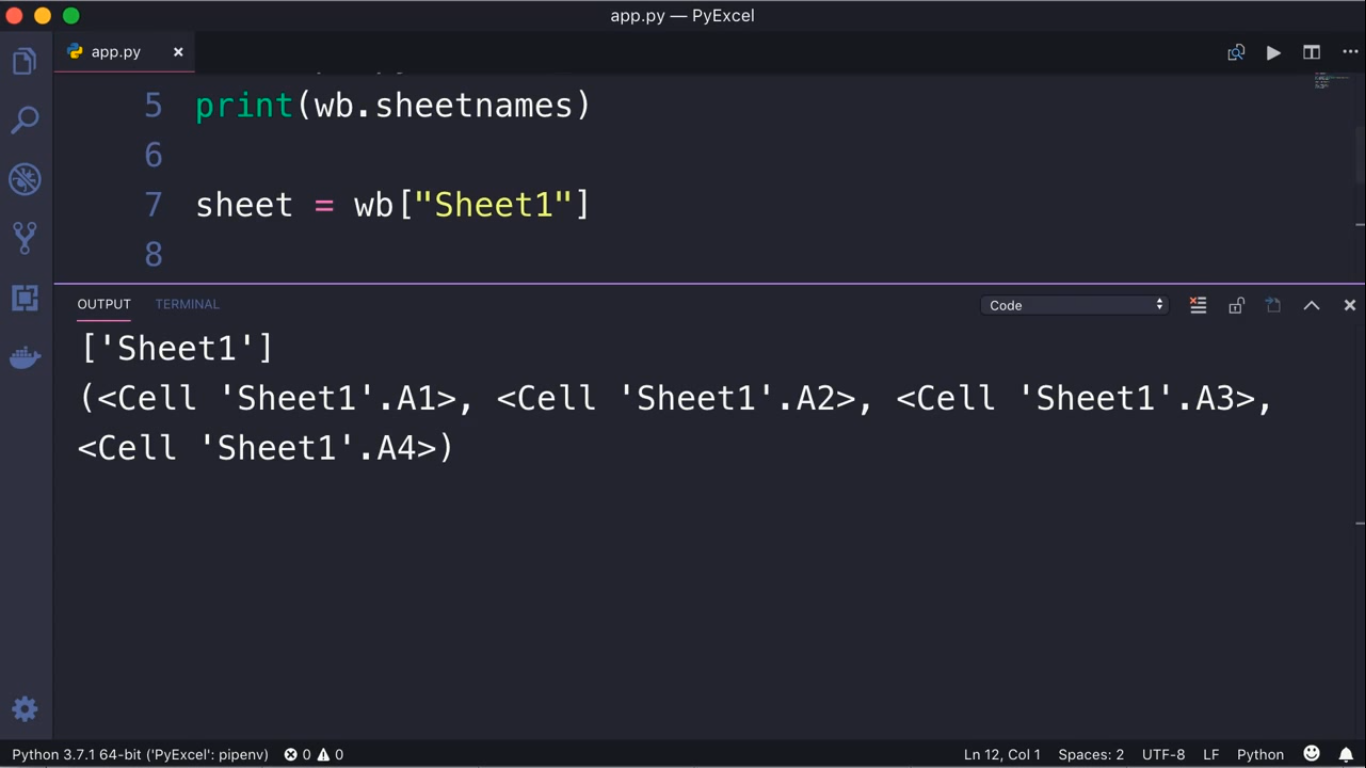 app.py — PyExcel
app.py
5 print(wb.sheetnames)
6
7 sheet = wb["Sheet1"]
8
OUTPUT TERMINAL Code
['Sheet1']
(<Cell 'Sheet1'.A1>, <Cell 'Sheet1'.A2>, <Cell 'Sheet1'.A3>,
<Cell 'Sheet1'.A4>)
Python 3.7.1 64-bit ('PyExcel': pipenv) 0 0 Ln 12, Col 1 Spaces: 2 UTF-8 LF Python